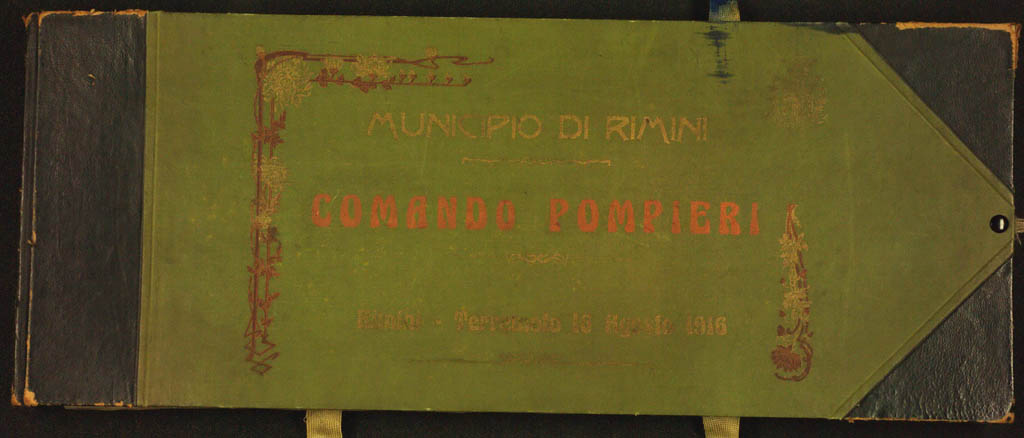 MUNICIPIO DI RIMINI
COMANDO POMPIERI
Rimini - Terremoto 16 Agosto 1916